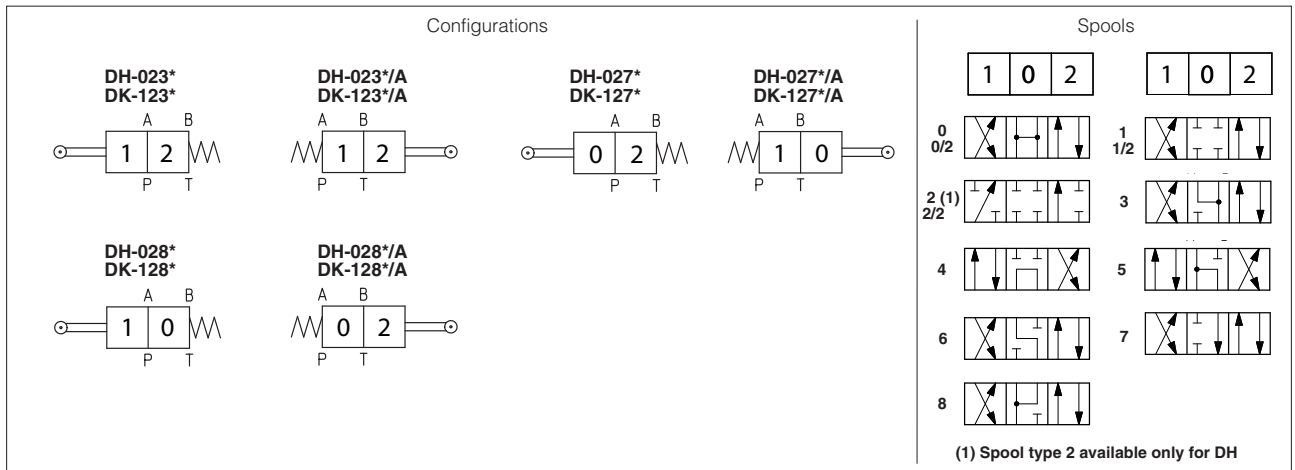 Configurations
Spools
DH-023*
DK-123*
A B
1 2
P T
DH-023*/A
DK-123*/A
A B
1 2
P T
DH-027*
DK-127*
A B
0 2
P T
DH-027*/A
DK-127*/A
A B
1 0
P T
DH-028*
DK-128*
A B
1 0
P T
DH-028*/A
DK-128*/A
A B
0 2
P T
1 0 2
1 0 2
0
0/2
1
1/2
2 (1)
2/2
3
4
5
6
7
8
(1) Spool type 2 available only for DH